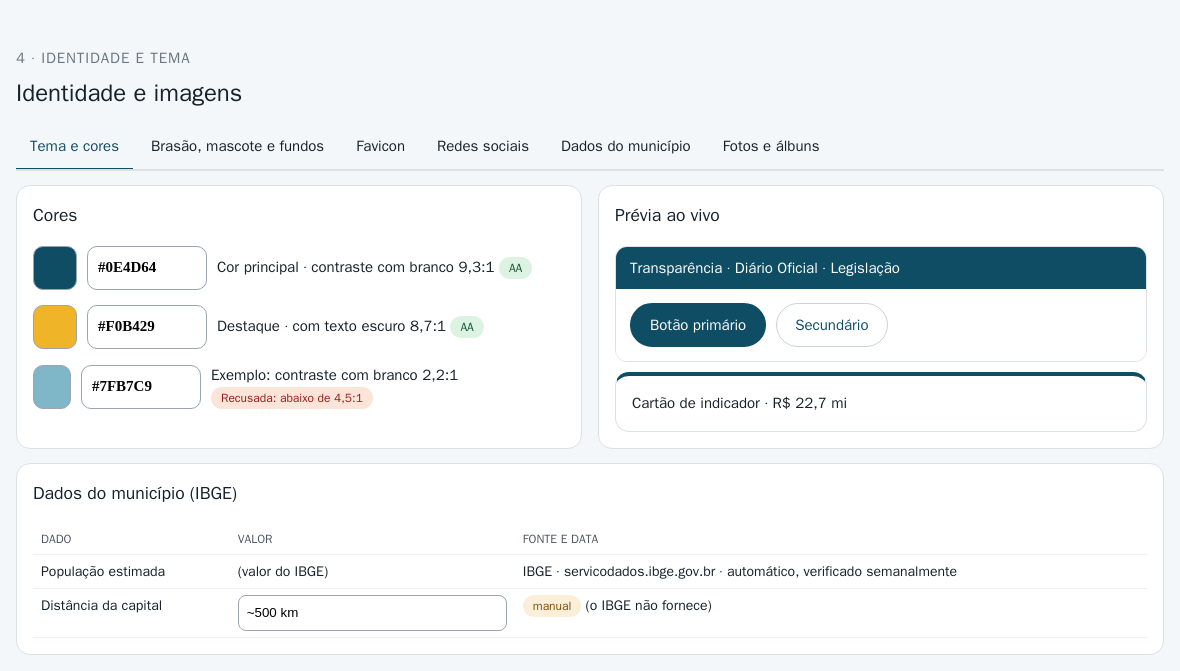 4 · IDENTIDADE E TEMA
Identidade e imagens
Tema e cores
Brasão, mascote e fundos
Favicon
Redes sociais
Dados do município
Fotos e álbuns
Cores
#0E4D64
Cor principal · contraste com branco 9,3:1
AA
#F0B429
Destaque · com texto escuro 8,7:1
AA
#7FB7C9
Exemplo: contraste com branco 2,2:1
Recusada: abaixo de 4,5:1
Prévia ao vivo
Transparência · Diário Oficial · Legislação
Botão primário
Secundário
Cartão de indicador · R$ 22,7 mi
Dados do município (IBGE)
DADO VALOR FONTE E DATA
População estimada (valor do IBGE) IBGE · servicodados.ibge.gov.br · automático, verificado semanalmente
Distância da capital ~500 km manual (o IBGE não fornece)